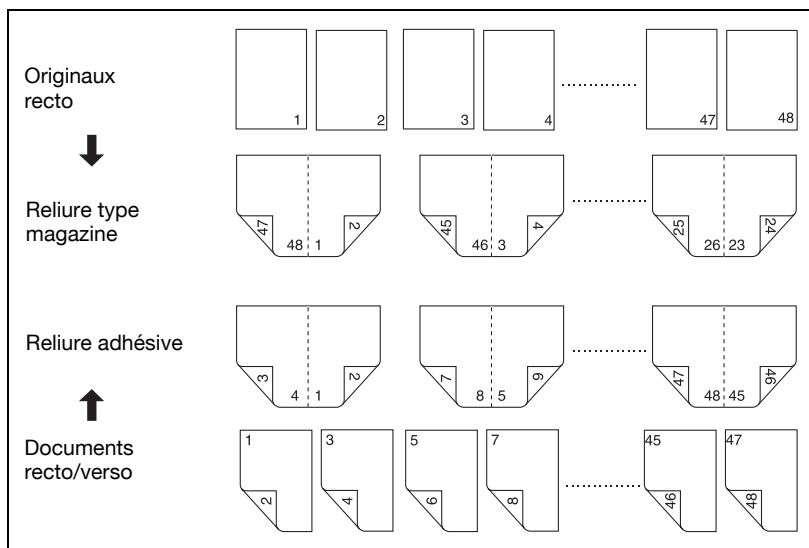 Originaux
recto
1 2 3 4 47 48
Reliure type
magazine
47 48 1 2 45 46 3 4 25 26 23 24
Reliure adhésive
3 4 1 2 7 8 5 6 47 48 45 46
Documents
recto/verso
1 3 5 7 45 47
2 4 6 8 46 48